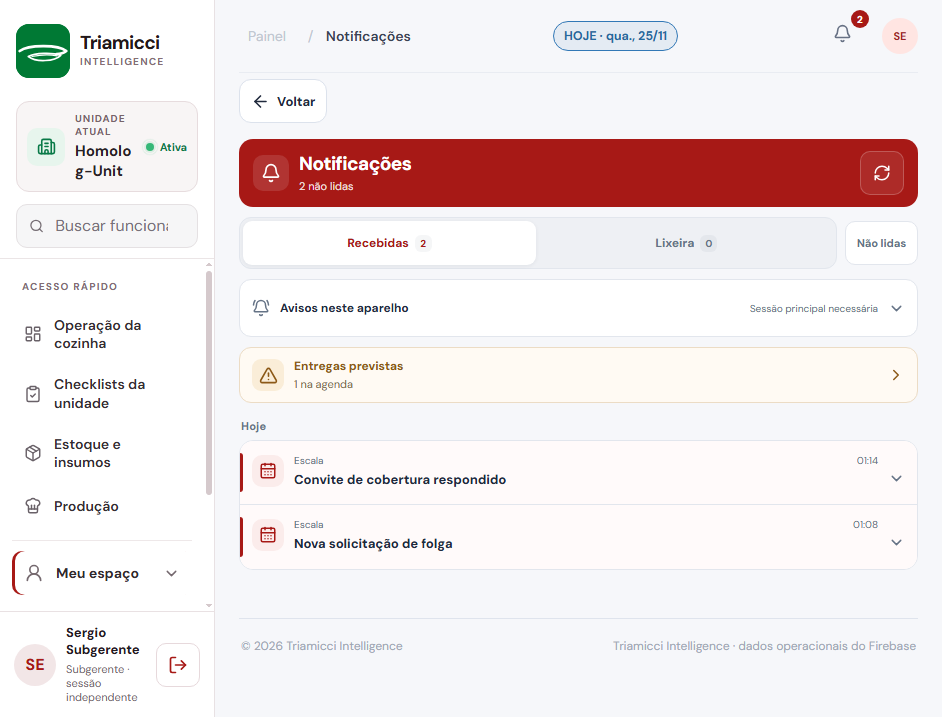 Triamicci
INTELLIGENCE
UNIDADE
ATUAL
Homolo
g-Unit
Ativa
Buscar funciona
ACESSO RÁPIDO
Operação da
cozinha
Checklists da
unidade
Estoque e
insumos
Produção
Meu espaço
SE
Sergio
Subgerente
Subgerente ·
sessão
independente
Painel / Notificações
HOJE · qua., 25/11
2
SE
Voltar
Notificações
2 não lidas
Recebidas 2
Lixeira 0
Não lidas
Avisos neste aparelho
Sessão principal necessária
Entregas previstas
1 na agenda
Hoje
Escala 01:14
Convite de cobertura respondido
Escala 01:08
Nova solicitação de folga
© 2026 Triamicci Intelligence
Triamicci Intelligence · dados operacionais do Firebase